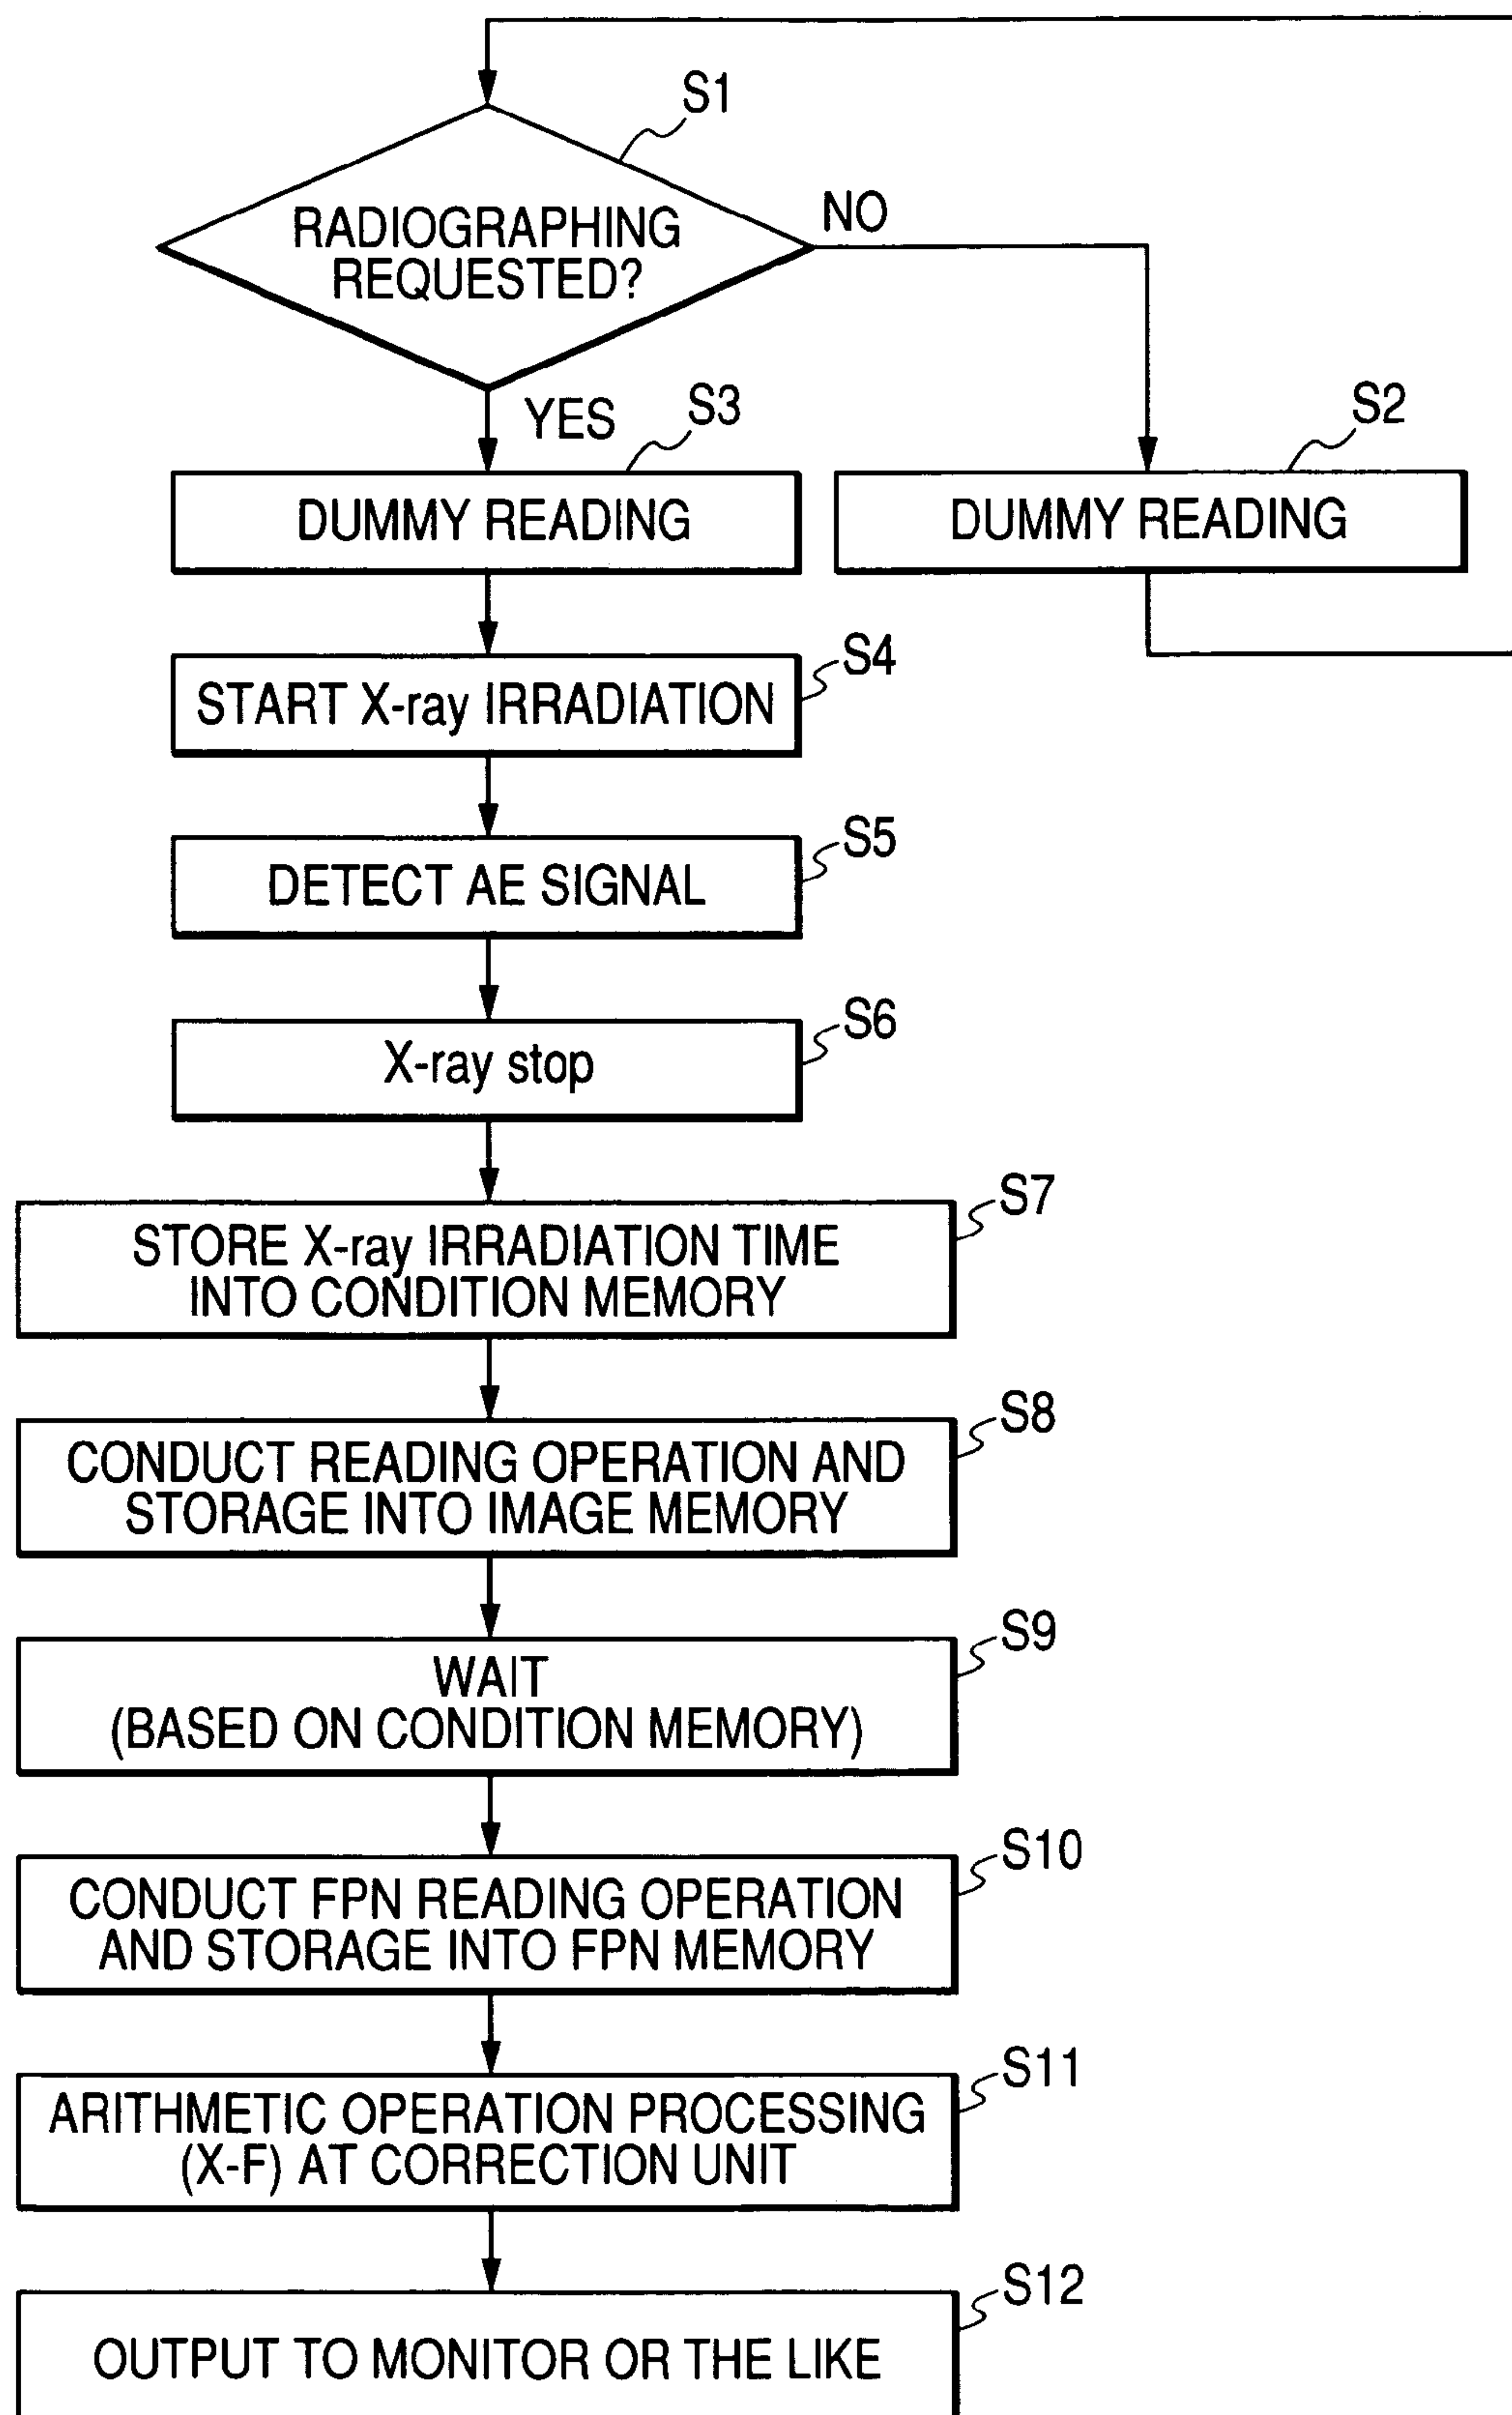 S1
RADIOGRAPHING
REQUESTED?
NO
YES
S3
S2
DUMMY READING
DUMMY READING
S4
START X-ray IRRADIATION
S5
DETECT AE SIGNAL
S6
X-ray stop
S7
STORE X-ray IRRADIATION TIME
INTO CONDITION MEMORY
S8
CONDUCT READING OPERATION AND
STORAGE INTO IMAGE MEMORY
S9
WAIT
(BASED ON CONDITION MEMORY)
S10
CONDUCT FPN READING OPERATION
AND STORAGE INTO FPN MEMORY
S11
ARITHMETIC OPERATION PROCESSING
(X-F) AT CORRECTION UNIT
S12
OUTPUT TO MONITOR OR THE LIKE